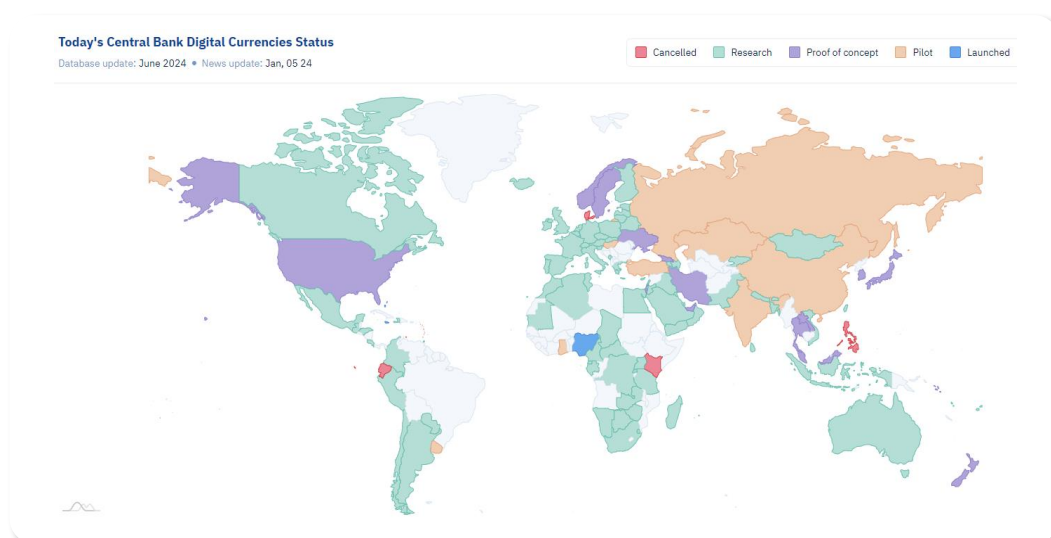 Today's Central Bank Digital Currencies Status
Database update: June 2024 • News update: Jan, 05 24
Cancelled
Research
Proof of concept
Pilot
Launched